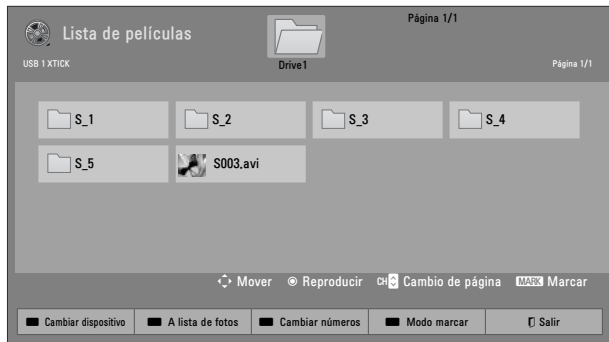 Lista de películas
Página 1/1
USB 1 XTICK
Drive1
Página 1/1
S_1
S_2
S_3
S_4
S_5
S003.avi
Mover
Reproducir
CH Cambio de página
MARK Marcar
Cambiar dispositivo
A lista de fotos
Cambiar números
Modo marcar
Salir